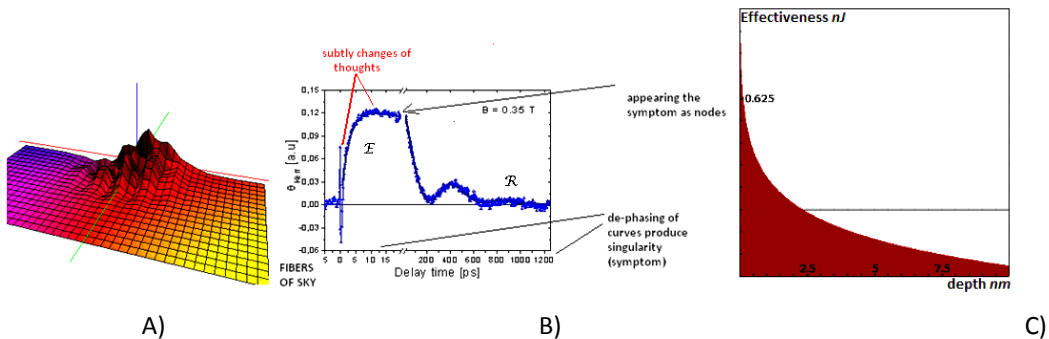 FIBERS
OF SKY
A)
subtly changes of
thoughts
0,15
0,12
0,09
0,06
0,03
0,00
-0,03
-0,06
[a.u]
B = 0.35 T
ℰ
ℛ
0 5 10 15 200 400 600 800 1000 1200
Delay time [ps]
appearing the
symptom as nodes
de-phasing of
curves produce
singularity
(symptom)
B)
Effectiveness nJ
0.625
2.5 5 7.5
depth nm
C)